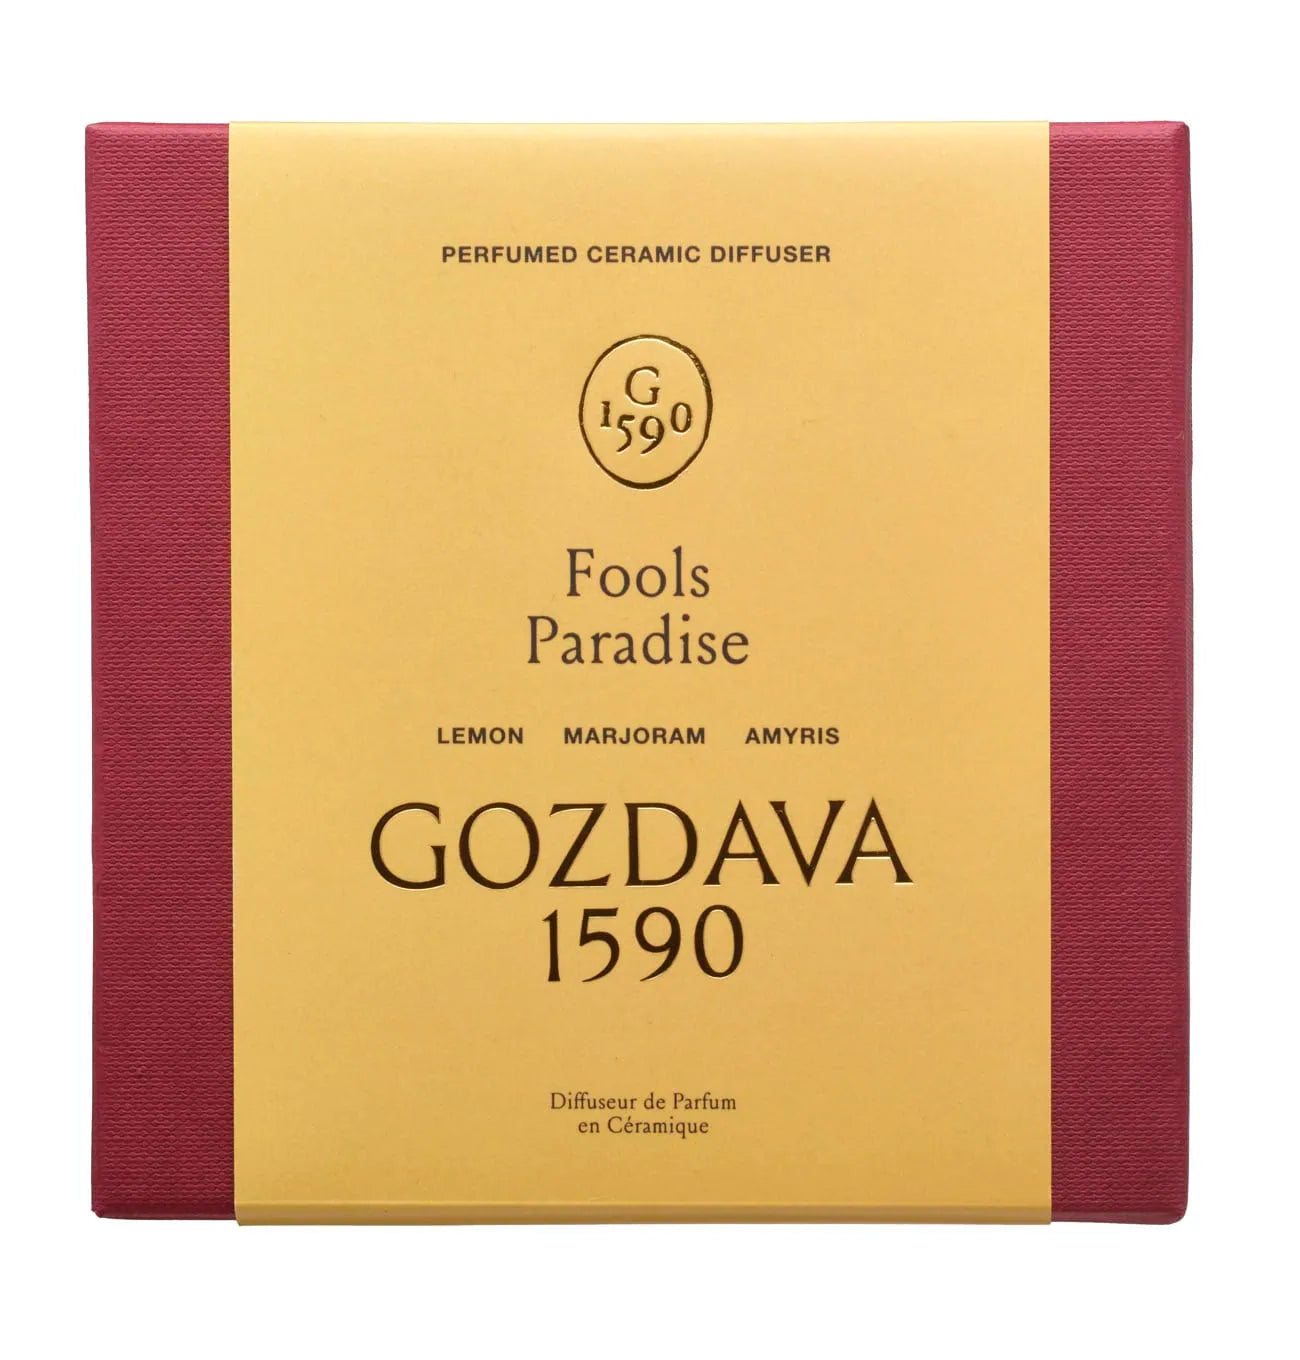 PERFUMED CERAMIC DIFFUSER
G
1590
Fools
Paradise
LEMON MARJORAM AMYRIS
GOZDAVA
1590
Diffuseur de Parfum
en Céramique